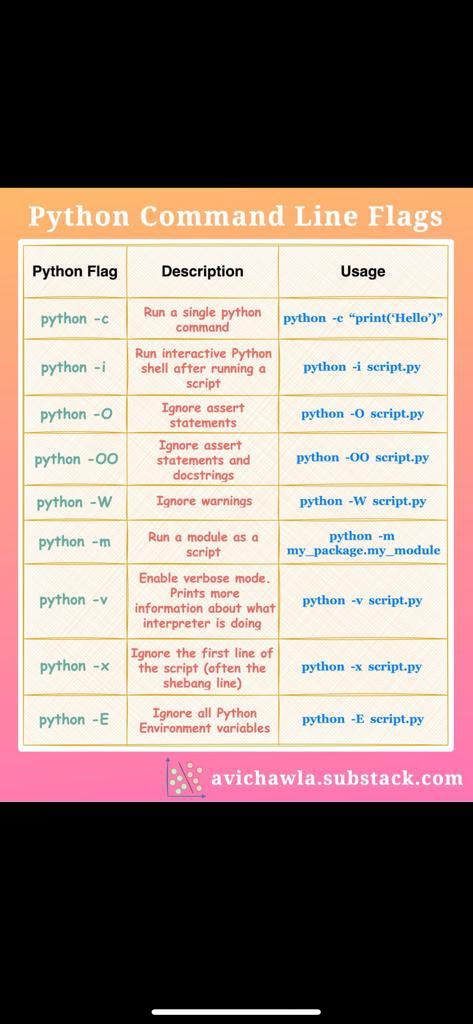 Python Command Line Flags
Python Flag Description Usage
python -c
Run a single python
command
python -c “print(‘Hello’)”
python -i
Run interactive Python
shell after running a
script
python -i script.py
python -O
Ignore assert
statements
python -O script.py
python -OO
Ignore assert
statements and
docstrings
python -OO script.py
python -W
Ignore warnings
python -W script.py
python -m
Run a module as a
script
python -m
my_package.my_module
python -v
Enable verbose mode.
Prints more
information about what
interpreter is doing
python -v script.py
python -x
Ignore the first line of
the script (often the
shebang line)
python -x script.py
python -E
Ignore all Python
Environment variables
python -E script.py
avichawla.substack.com